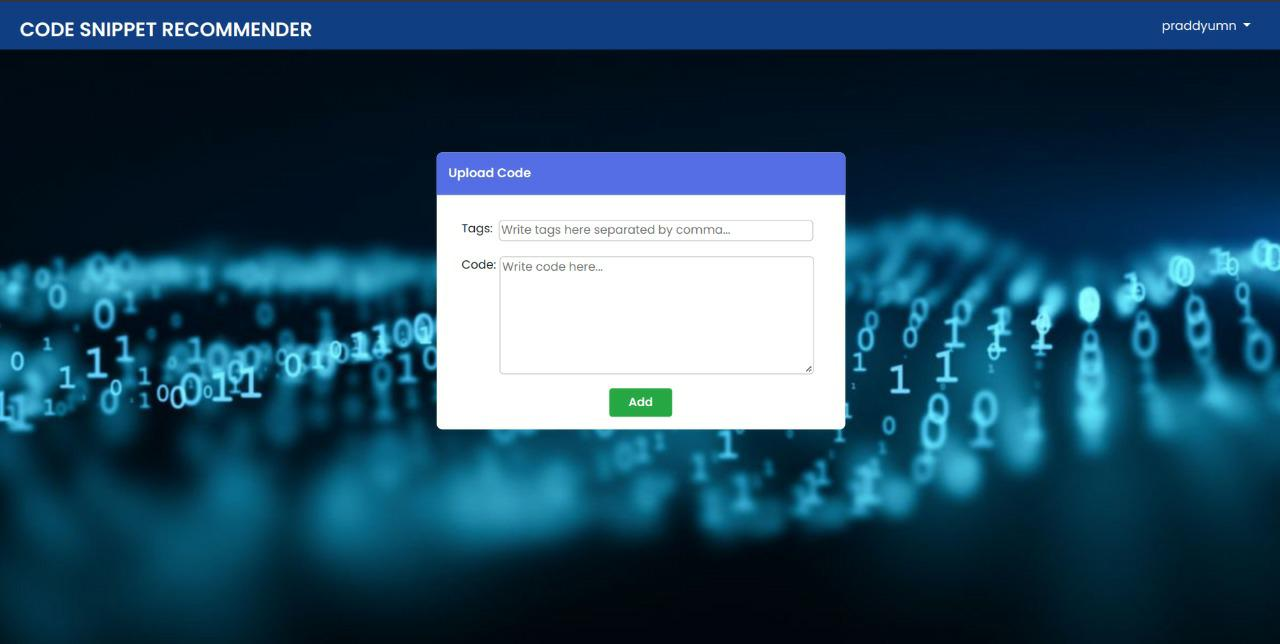 CODE SNIPPET RECOMMENDER
praddyumn
Upload Code
Tags: Write tags here separated by comma...
Code: Write code here...
Add